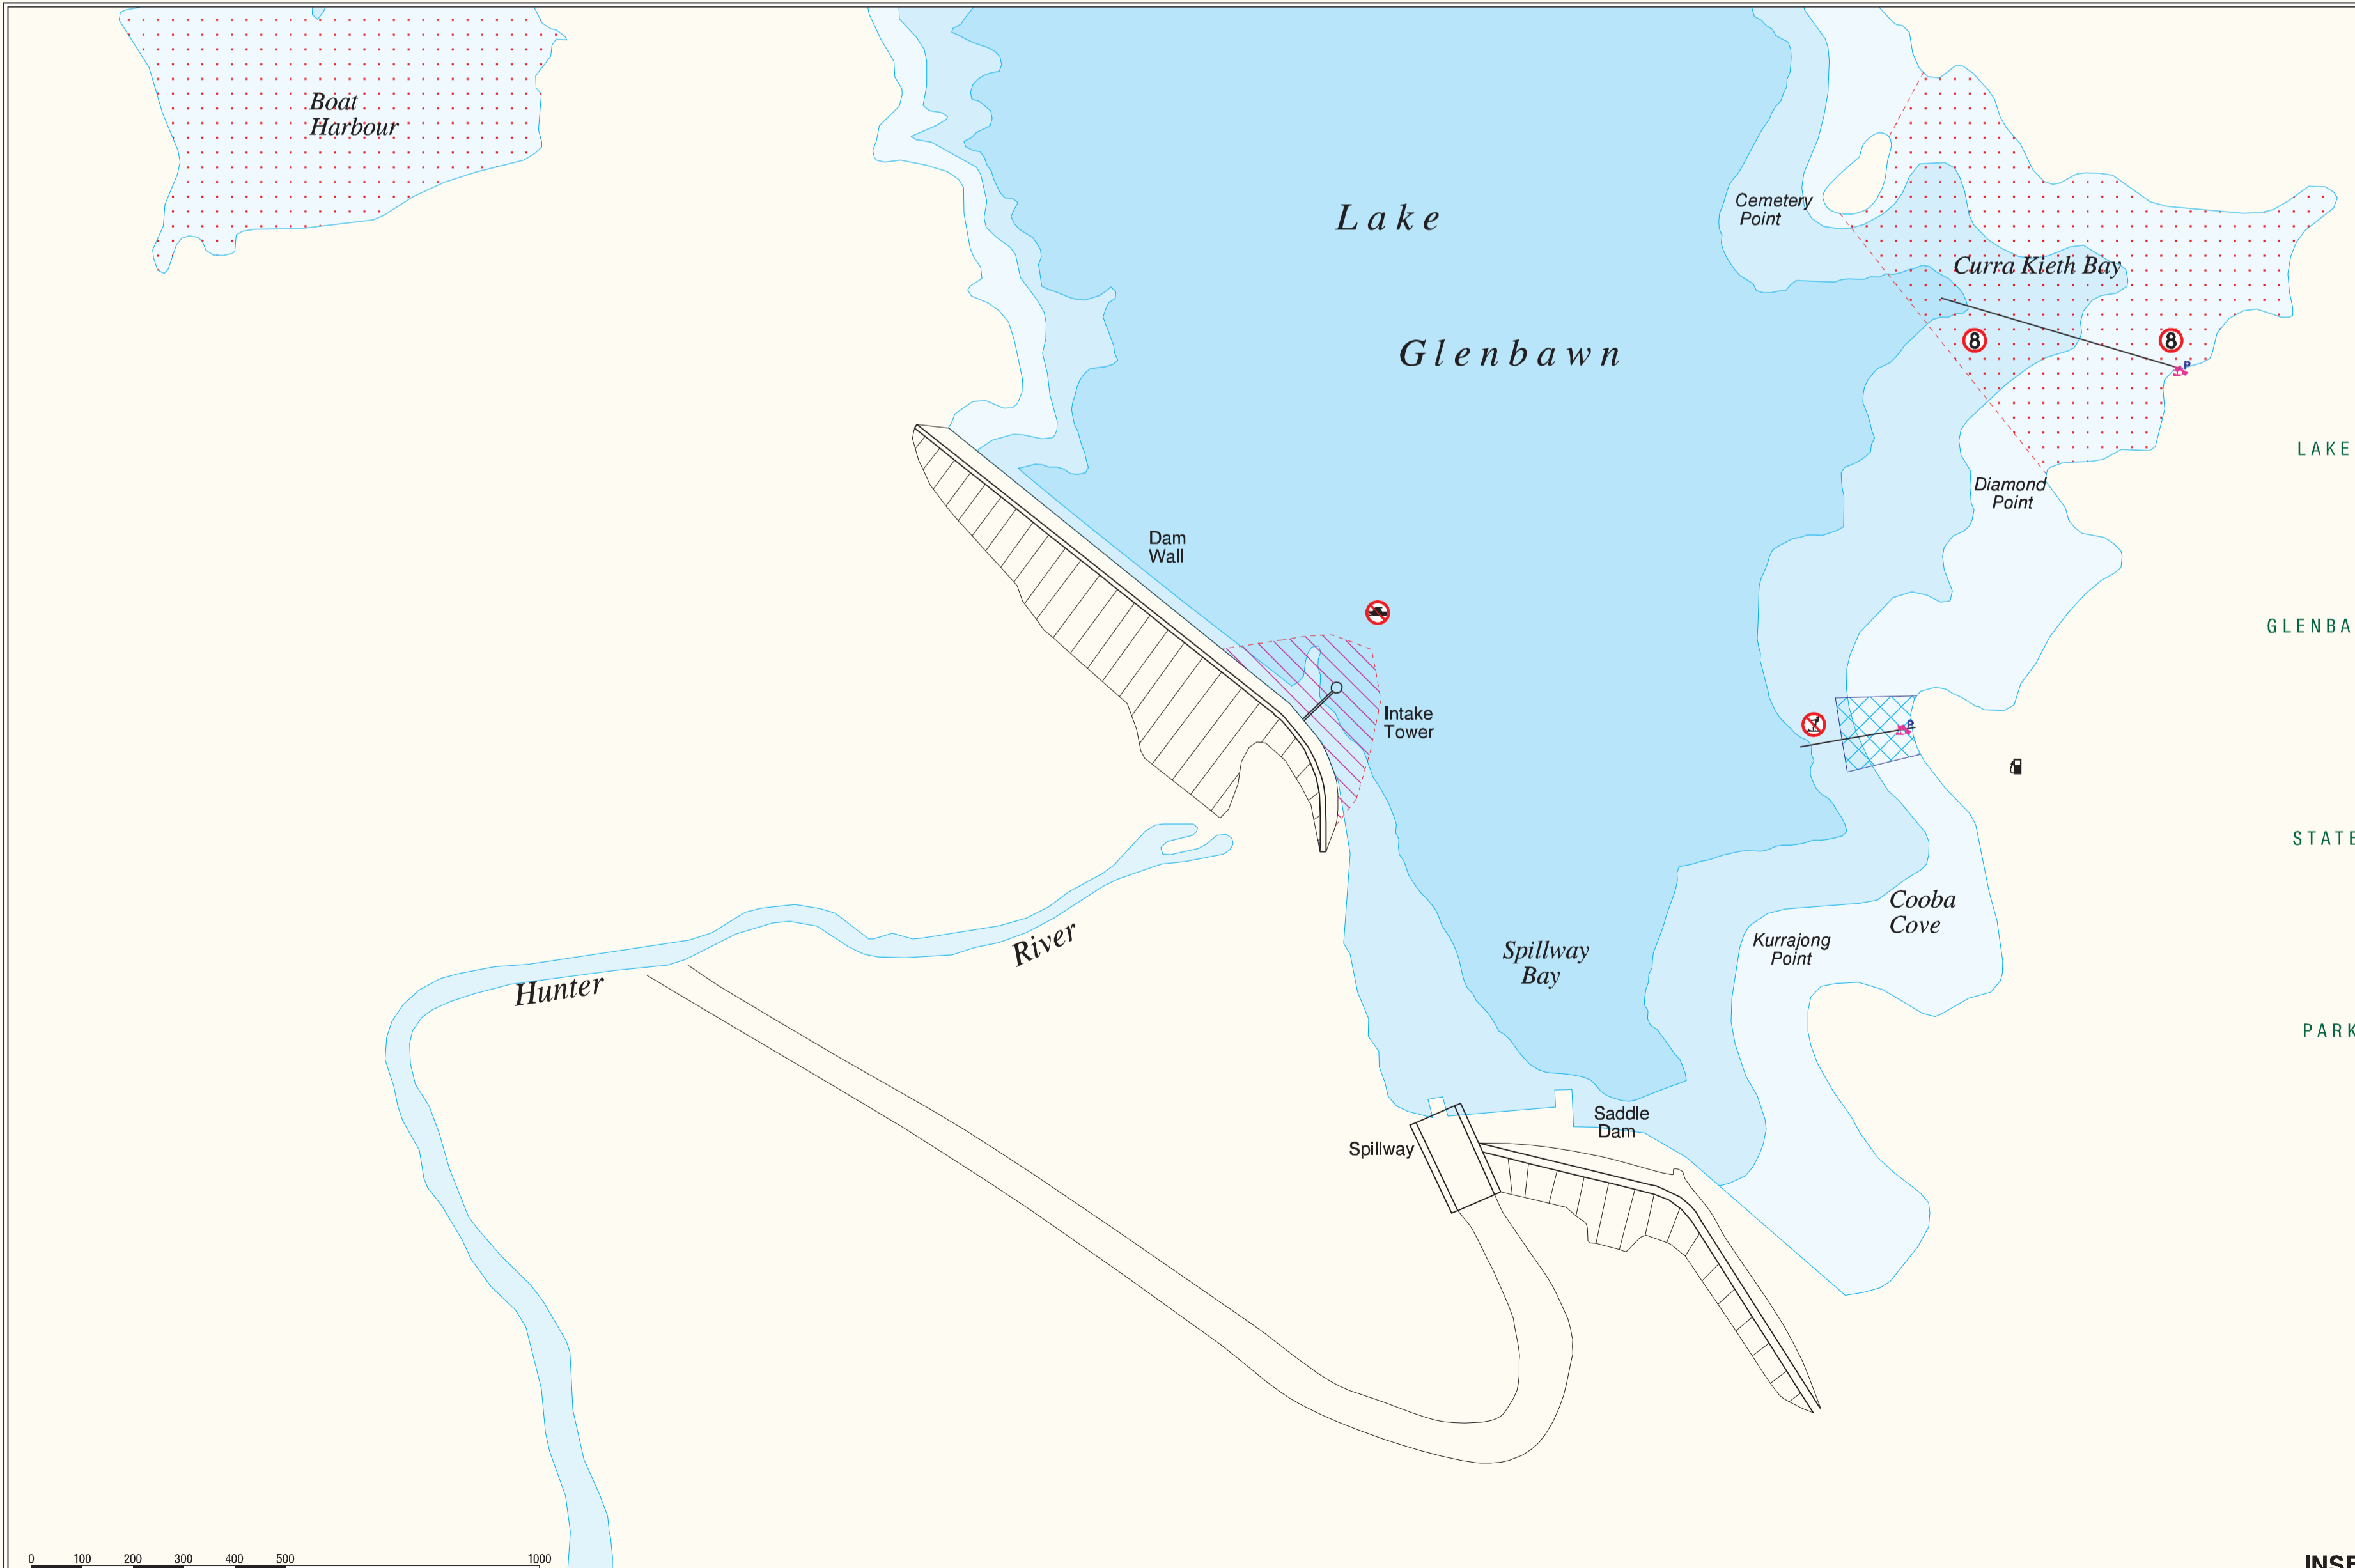 Boat
Harbour
Lake
Glenbawn
Cemetery
Point
Curra Kieth Bay
8
8
P
LAKE
Diamond
Point
Dam
Wall
GLENBA
Intake
Tower
P
STATE
Cooba
Cove
Kurrajong
Point
Spillway
Bay
River
Hunter
PARK
Saddle
Dam
Spillway
0 100 200 300 400 500 1000
INSE